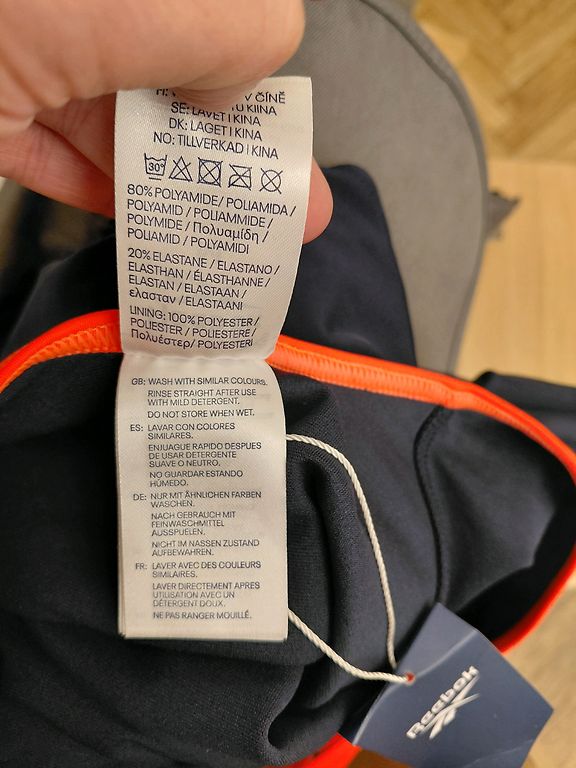 V ČÍNĚ
SE: LAVET I KINA
DK: LAGET I KINA
NO: TILLVERKAD I KINA
30°
80% POLYAMIDE / POLIAMIDA /
POLYAMID / POLIAMMIDE /
POLYMIDE / Πολυαμίδη /
POLIAMID / POLYAMIDI
20% ELASTANE / ELASTANO /
ELASTHAN / ÉLASTHANNE /
ELASTAN / ELASTAAN /
ελασταν / ELASTAANI
LINING: 100% POLYESTER /
POLIESTER / POLIESTERE /
Πολυέστερ/ POLYESTERI
GB: WASH WITH SIMILAR COLOURS.
RINSE STRAIGHT AFTER USE
WITH MILD DETERGENT.
DO NOT STORE WHEN WET.
ES: LAVAR CON COLORES
SIMILARES.
ENJUAGUE RAPIDO DESPUES
DE USAR DETERGENTE
SUAVE O NEUTRO.
NO GUARDAR ESTANDO
HÚMEDO.
DE: NUR MIT ÄHNLICHEN FARBEN
WASCHEN.
NACH GEBRAUCH MIT
FEINWASCHMITTEL
AUSSPUELEN.
NICHT IM NASSEN ZUSTAND
AUFBEWAHREN.
FR: LAVER AVEC DES COULEURS
SIMILAIRES.
LAVER DIRECTEMENT APRES
UTILISATION AVEC UN
DÉTERGENT DOUX.
NE PAS RANGER MOUILLÉ.
Reebok